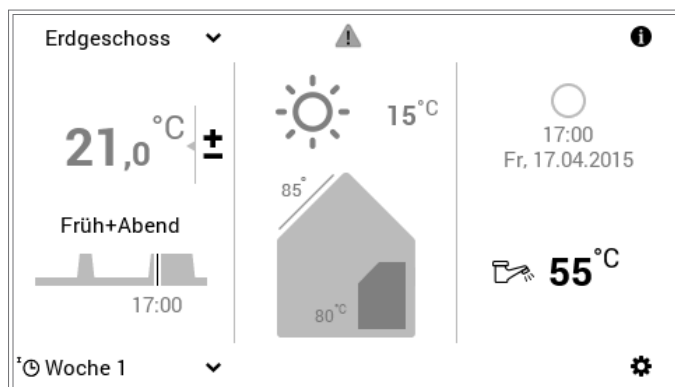 Erdgeschoss
21,0 °C
±
Früh+Abend
17:00
Woche 1
15°C
85°
80°C
17:00
Fr, 17.04.2015
55°C